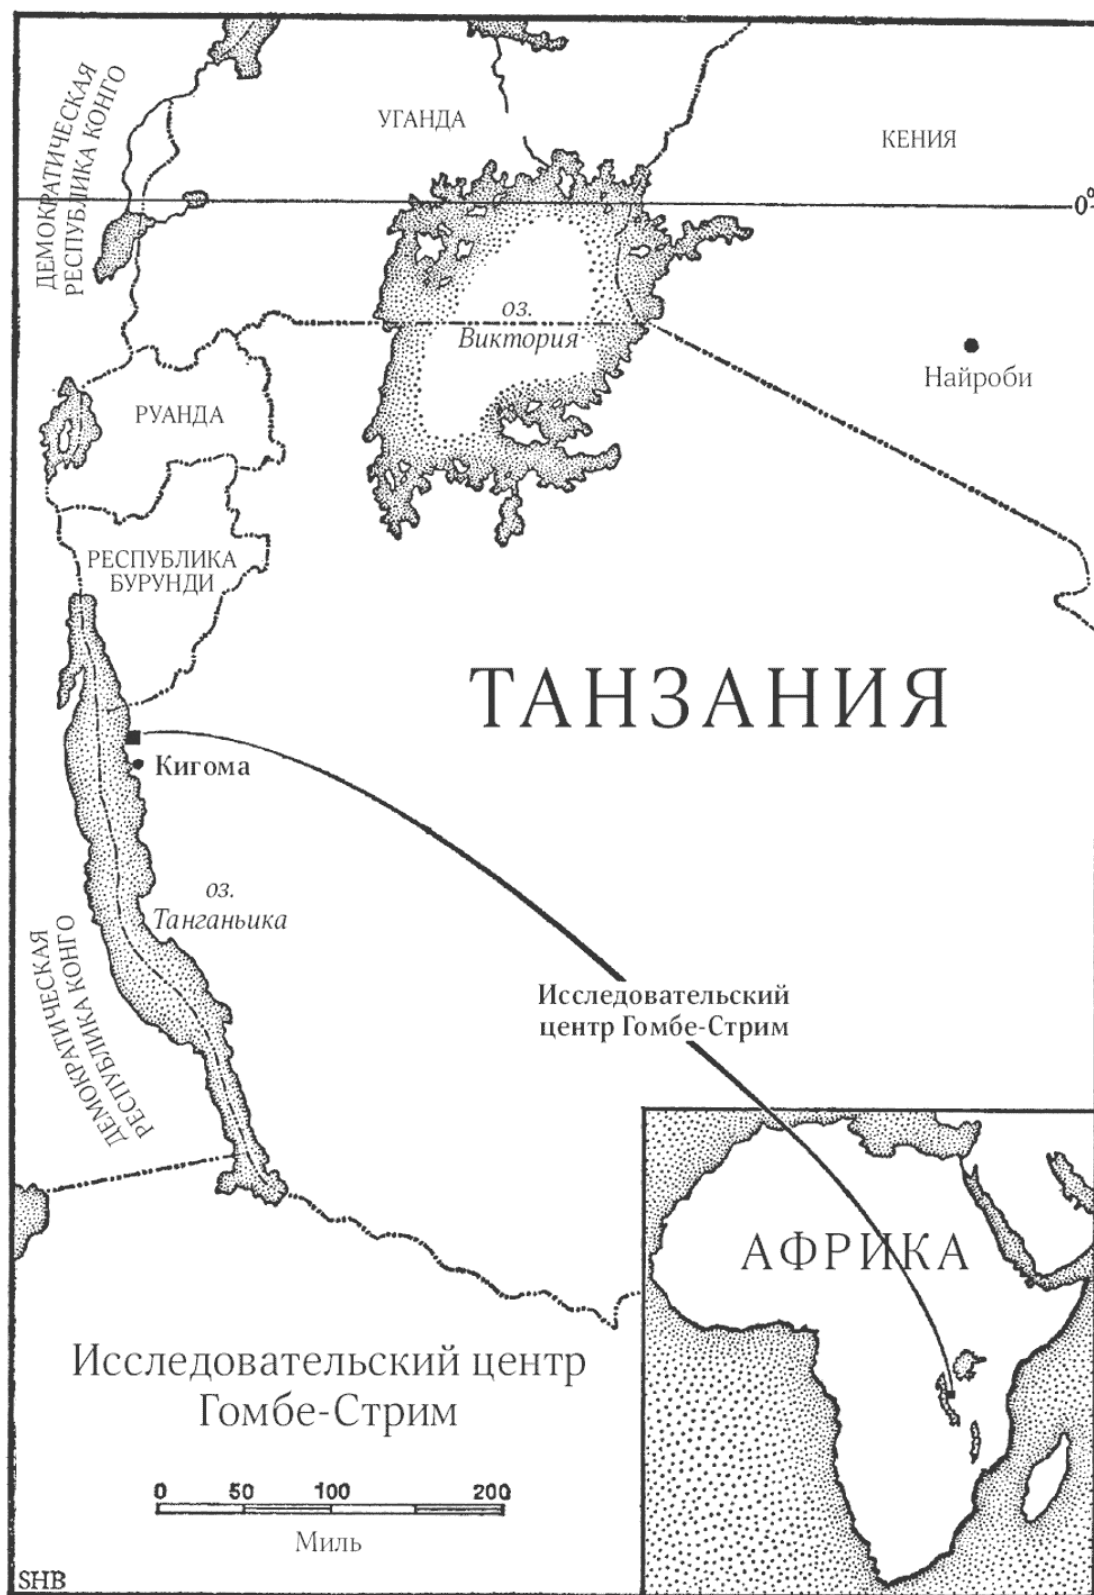 ДЕМОКРАТИЧЕСКАЯ
РЕСПУБЛИКА КОНГО
УГАНДА
КЕНИЯ
0°
оз.
Виктория
Найроби
РУАНДА
РЕСПУБЛИКА
БУРУНДИ
ТАНЗАНИЯ
Кигома
оз.
Танганьика
ДЕМОКРАТИЧЕСКАЯ
РЕСПУБЛИКА КОНГО
Исследовательский
центр Гомбе-Стрим
АФРИКА
Исследовательский центр
Гомбе-Стрим
0 50 100 200
Миль
SHB